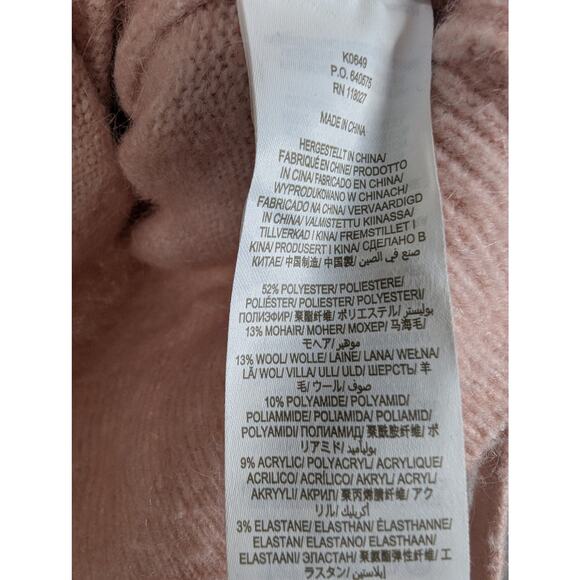 K0649
P.O. 640575
RN 118027
MADE IN CHINA
HERGESTELLT IN CHINA/
FABRIQUÉ EN CHINE/ PRODOTTO
IN CINA/ FABRICADO EN CHINA/
WYPRODUKOWANO W CHINACH/
FABRICADO NA CHINA/ VERVAARDIGD
IN CHINA/ VALMISTETTU KIINASSA/
TILLVERKAD I KINA/ FREMSTILLET I
KINA/ PRODUSERT I KINA/ СДЕЛАНО В
КИТАЕ/ 中国制造/ 中国製/ صنع في الصين
52% POLYESTER/ POLIESTERE/
POLIÉSTER/ POLIESTER/ POLYESTERI/
ПОЛИЭФИР/ 聚酯纤维/ ポリエステル/ بوليستر
13% MOHAIR/ MOHER/ МОХЕР/ 马海毛/
モヘア/ موهير
13% WOOL/ WOLLE/ LAINE/ LANA/ WEŁNA/
LÃ/ WOL/ VILLA/ ULL/ ULD/ ШЕРСТЬ/ 羊
毛/ ウール/ صوف
10% POLYAMIDE/ POLYAMID/
POLIAMMIDE/ POLIAMIDA/ POLIAMID/
POLYAMIDI/ ПОЛИАМИД/ 聚酰胺纤维/ ポ
リアミド/ بوليأميد
9% ACRYLIC/ POLYACRYL/ ACRYLIQUE/
ACRILICO/ ACRÍLICO/ AKRYL/ ACRYL/
AKRYYLI/ АКРИЛ/ 聚丙烯腈纤维/ アク
リル/ أكريليك
3% ELASTANE/ ELASTHAN/ ÉLASTHANNE/
ELASTAN/ ELASTANO/ ELASTHAAN/
ELASTAANI/ ЭЛАСТАН/ 聚氨酯弹性纤维/ エ
ラスタン/ إيلاستين